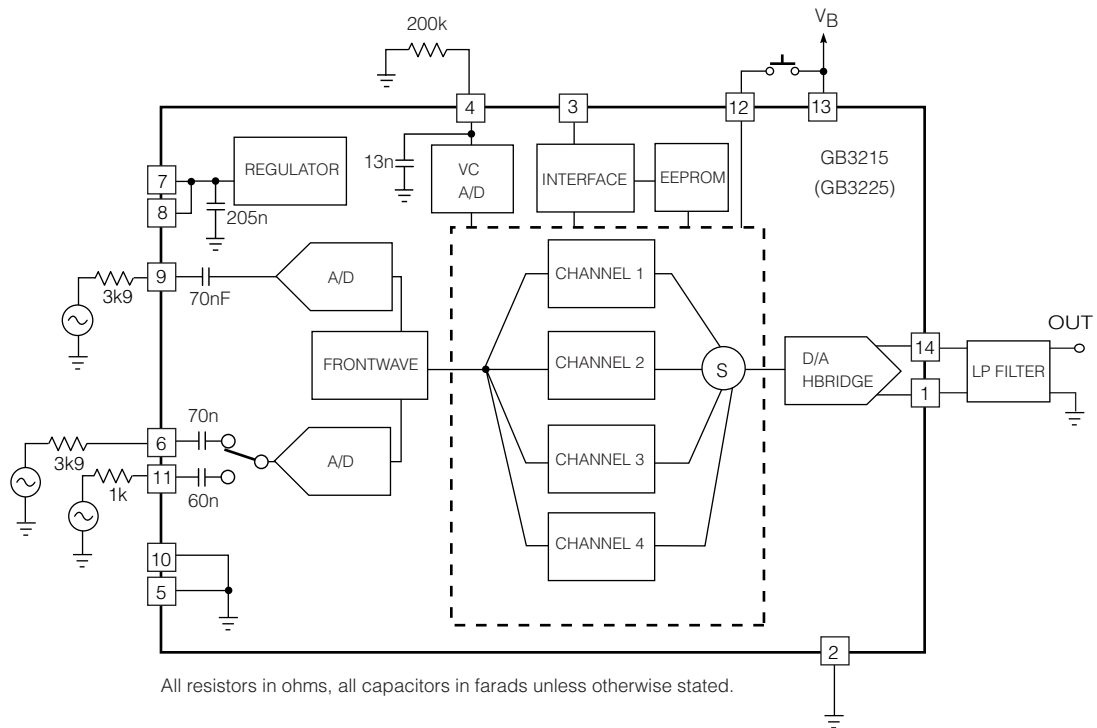 200k
VB
4
3
12
13
GB3215
(GB3225)
13n
VC
A/D
INTERFACE
EEPROM
REGULATOR
7
8
205n
9
3k9
70nF
A/D
FRONTWAVE
CHANNEL 1
CHANNEL 2
CHANNEL 3
CHANNEL 4
S
D/A
HBRIDGE
14
1
LP FILTER
OUT
6
70n
3k9
11
1k
60n
A/D
10
5
2
All resistors in ohms, all capacitors in farads unless otherwise stated.